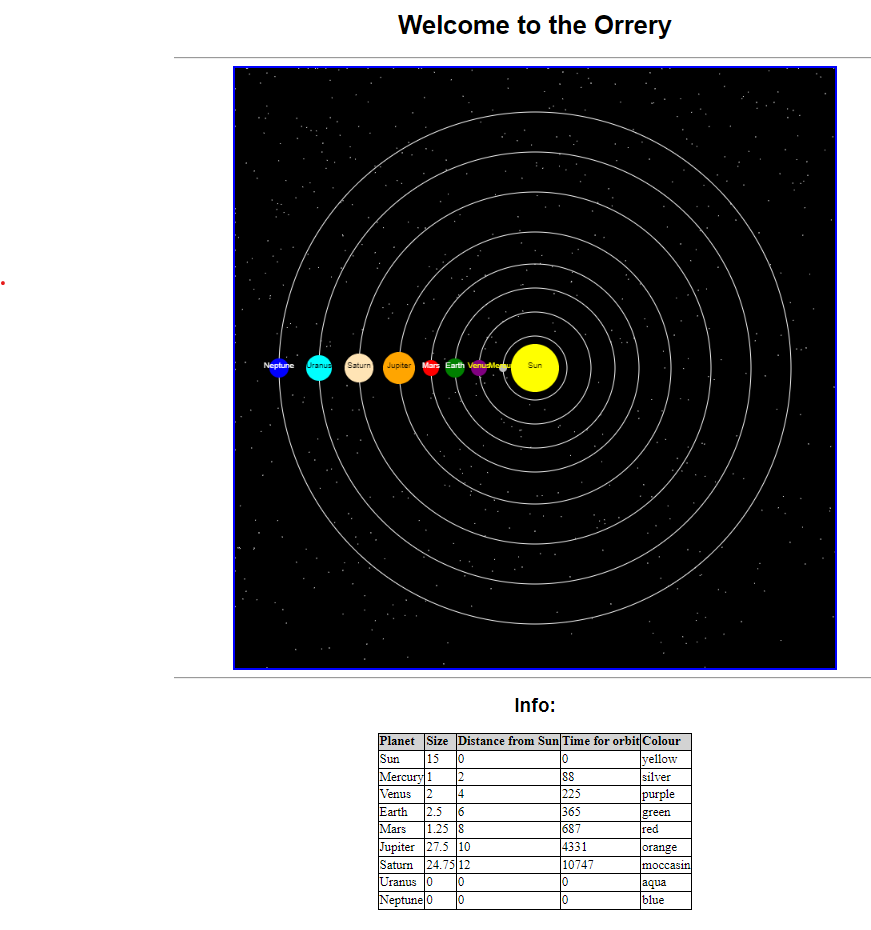 Welcome to the Orrery
Neptune Uranus Saturn Jupiter Mars Earth Venus Sun
Info:
Planet Size Distance from Sun Time for orbit Colour
Sun 15 0 0 yellow
Mercury 1 2 88 silver
Venus 2 4 225 purple
Earth 2.5 6 365 green
Mars 1.25 8 687 red
Jupiter 27.5 10 4331 orange
Saturn 24.75 12 10747 moccasin
Uranus 0 0 0 aqua
Neptune 0 0 0 blue